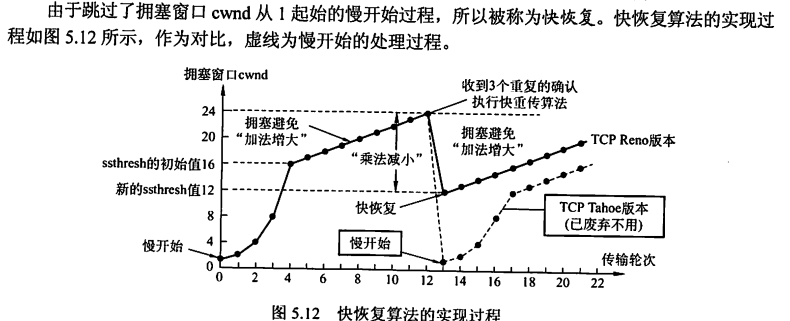 由于跳过了拥塞窗口 cwnd 从 1 起始的慢开始过程，所以被称为快恢复。快恢复算法的实现过
程如图 5.12 所示，作为对比，虚线为慢开始的处理过程。
拥塞窗口cwnd
收到3个重复的确认
执行快重传算法
24
20
ssthresh的初始值16
新的ssthresh值12
8
4
0
拥塞避免
“加法增大”
“乘法减小”
拥塞避免
“加法增大”
TCP Reno版本
快恢复
TCP Tahoe版本
(已废弃不用)
慢开始
慢开始
传输轮次
0 2 4 6 8 10 12 14 16 18 20 22
图 5.12 快恢复算法的实现过程